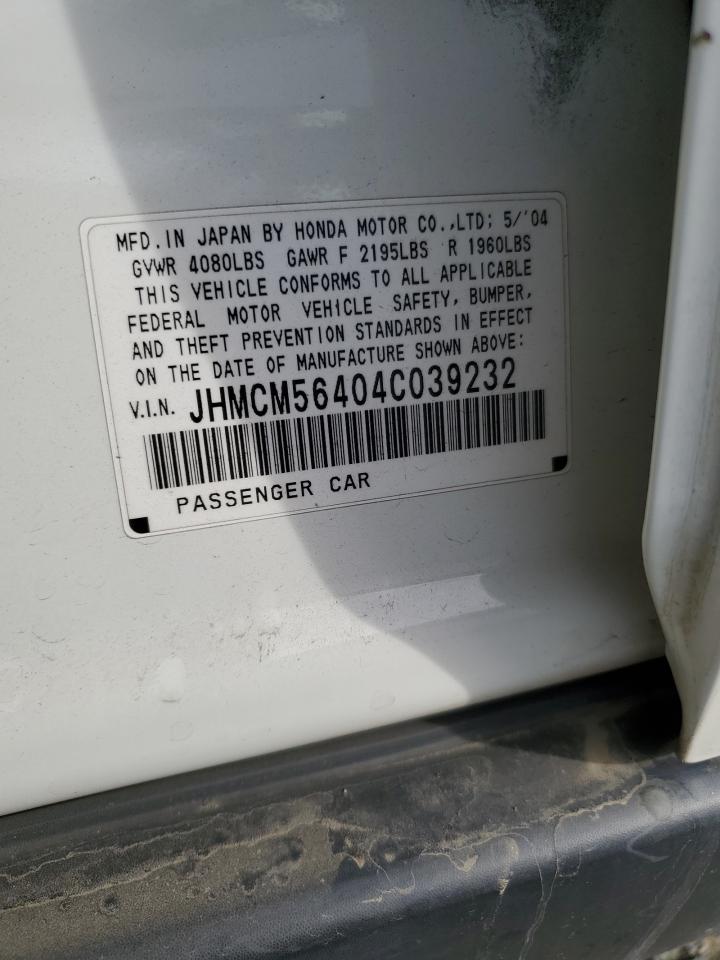 MFD. IN JAPAN BY HONDA MOTOR CO.,LTD; 5/'04
GVWR 4080LBS GAWR F 2195LBS R 1960LBS
THIS VEHICLE CONFORMS TO ALL APPLICABLE
FEDERAL MOTOR VEHICLE SAFETY, BUMPER,
AND THEFT PREVENTION STANDARDS IN EFFECT
ON THE DATE OF MANUFACTURE SHOWN ABOVE:
V.I.N. JHMCM56404C039232
PASSENGER CAR